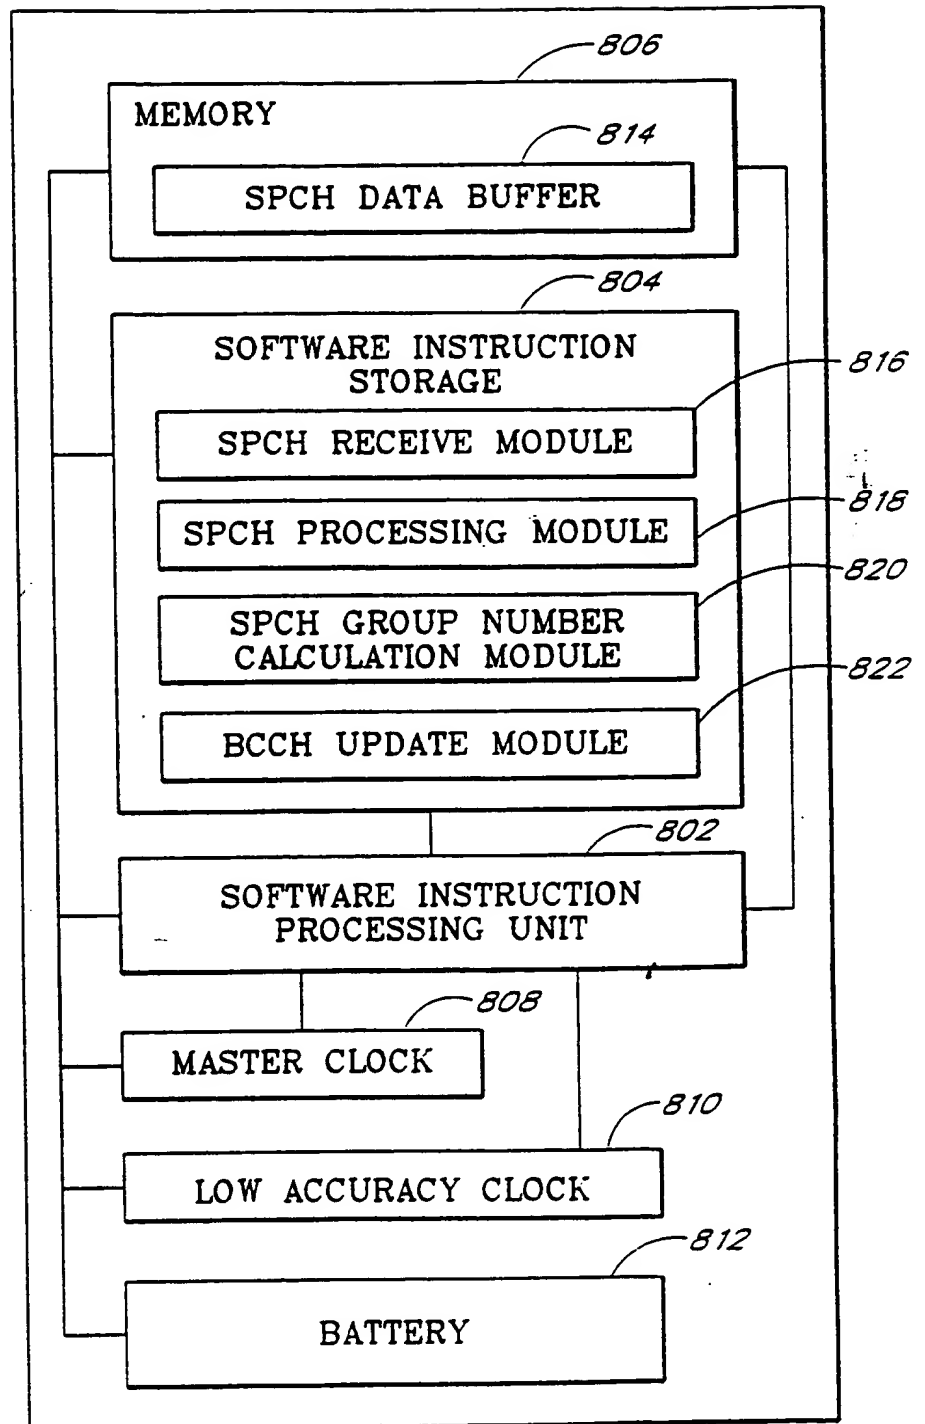 806
MEMORY
814
SPCH DATA BUFFER
804
SOFTWARE INSTRUCTION
STORAGE
816
SPCH RECEIVE MODULE
818
SPCH PROCESSING MODULE
820
SPCH GROUP NUMBER
CALCULATION MODULE
822
BCCH UPDATE MODULE
802
SOFTWARE INSTRUCTION
PROCESSING UNIT
808
MASTER CLOCK
810
LOW ACCURACY CLOCK
812
BATTERY